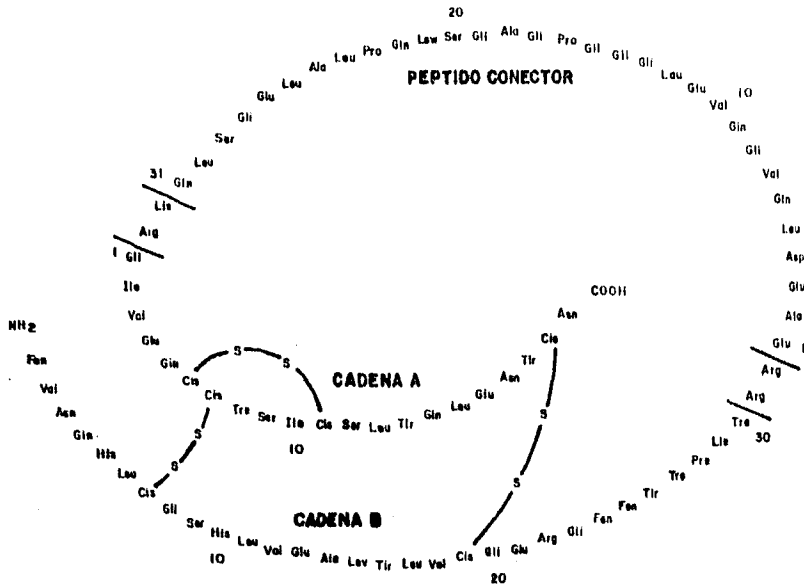 PEPTIDO CONECTOR
20
10
31
Gln Leu Ser Gli Glu Leu Ala Leu Pro Gln Leu Ser Gli Ala Gli Pro Gli Gli Gli Leu Glu Val Gln Gli Val Gln Leu Asp Glu Ala Glu
Arg Arg
Lis Arg
CADENA A
1
Gli Ile Val Glu Gln Cis Cis Tre Ser Ile Cis Ser Leu Tir Gln Leu Glu Asn Tir Cis Asn COOH
10
S S
S S
S S
CADENA B
NH2 Fen Val Asn Gln His Leu Cis Gli Ser His Leu Val Glu Ala Leu Tir Leu Val Cis Gli Glu Arg Gli Fen Fen Tir Tre Pro Lis Tre
10
20
30